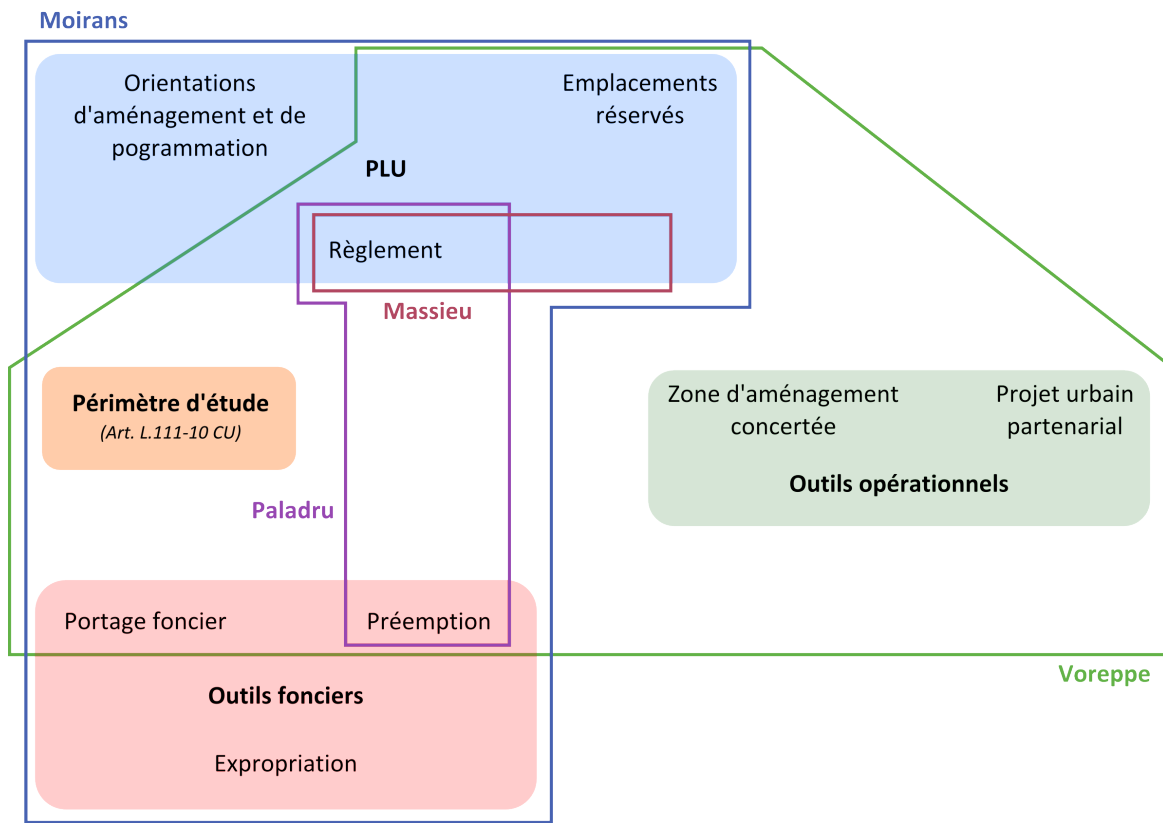 Moirans
Orientations
d'aménagement et de
pogrammation
Emplacements
réservés
PLU
Règlement
Massieu
Périmètre d'étude
(Art. L.111-10 CU)
Zone d'aménagement
concertée
Projet urbain
partenarial
Outils opérationnels
Paladru
Portage foncier
Préemption
Voreppe
Outils fonciers
Expropriation